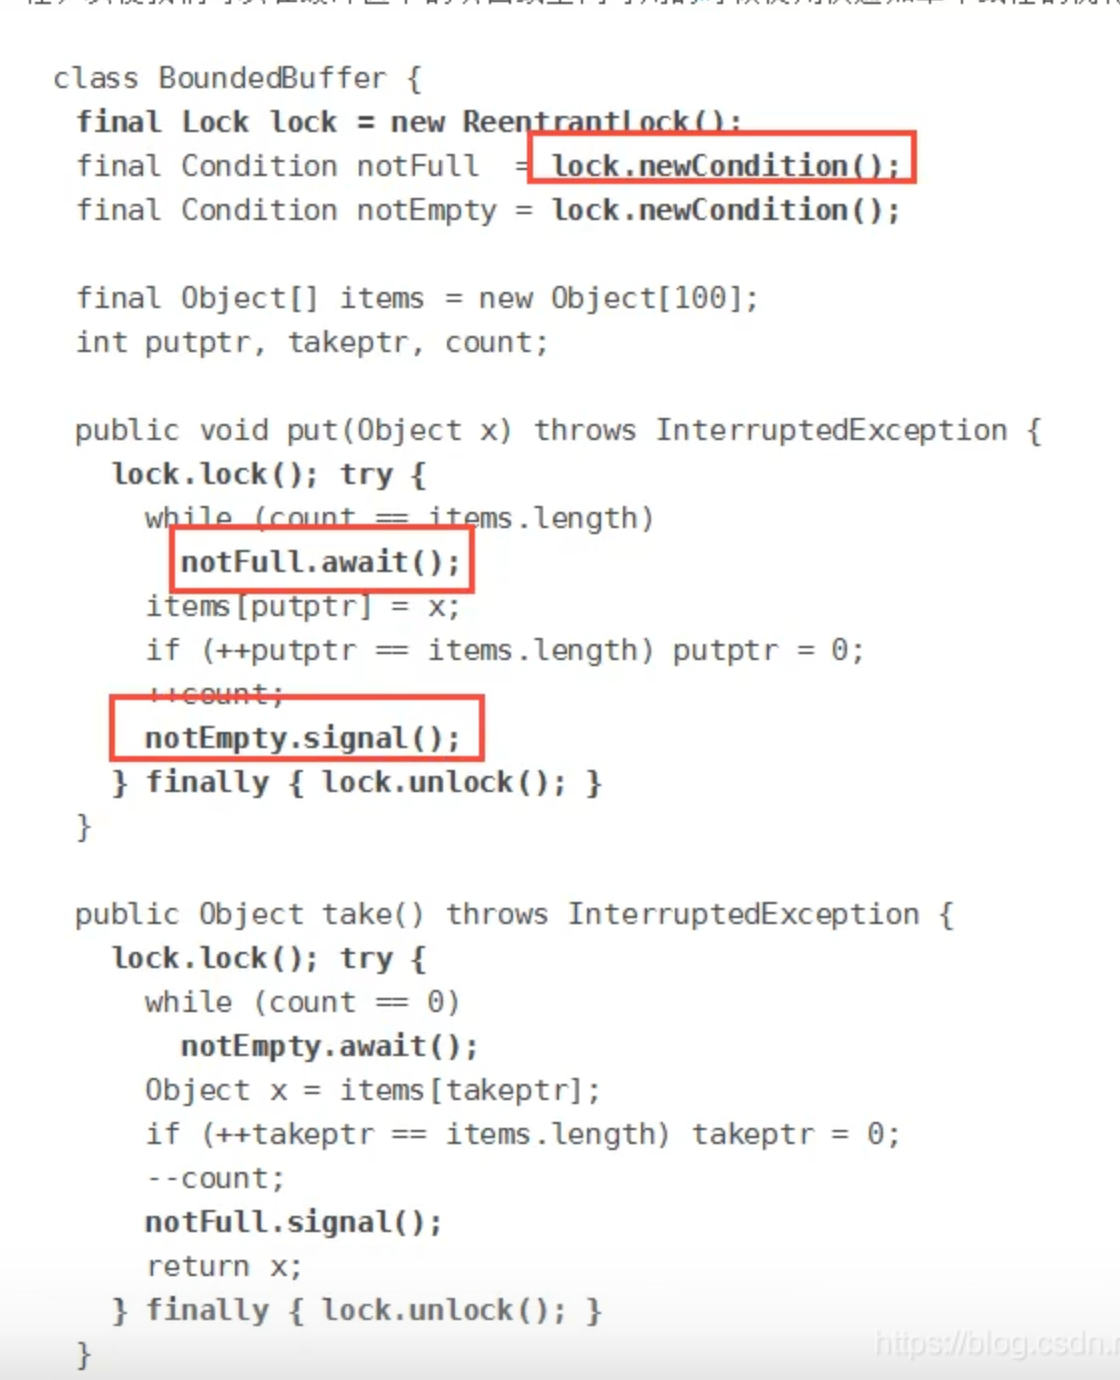 class BoundedBuffer {
final Lock lock = new ReentrantLock();
final Condition notFull = lock.newCondition();
final Condition notEmpty = lock.newCondition();
final Object[] items = new Object[100];
int putptr, takeptr, count;
public void put(Object x) throws InterruptedException {
lock.lock(); try {
while (count == items.length)
notFull.await();
items[putptr] = x;
if (++putptr == items.length) putptr = 0;
++count;
notEmpty.signal();
} finally { lock.unlock(); }
}
public Object take() throws InterruptedException {
lock.lock(); try {
while (count == 0)
notEmpty.await();
Object x = items[takeptr];
if (++takeptr == items.length) takeptr = 0;
--count;
notFull.signal();
return x;
} finally { lock.unlock(); }
}
https://blog.csdn.